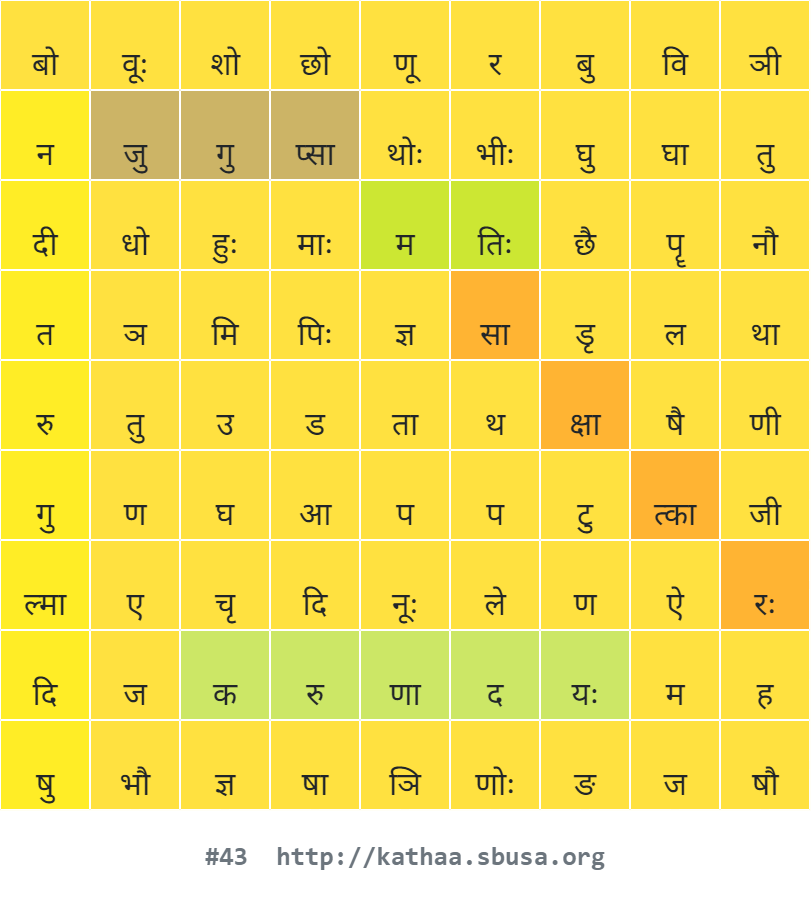 बो वूः शो छो णू र बु वि ञी
न जु गु प्सा थोः भीः घु घा तु
दी धो हुः माः म तिः छै पॄ नौ
त ञ मि पिः ज्ञ सा डृ ल था
रु तु उ ड ता थ क्षा षै णी
गु ण घ आ प प टु त्का जी
ल्मा ए चृ दि नूः ले ण ऐ रः
दि ज क रु णा द यः म ह
षु भौ ज्ञ षा ञि णोः ङ ज षौ
#43 http://kathaa.sbusa.org